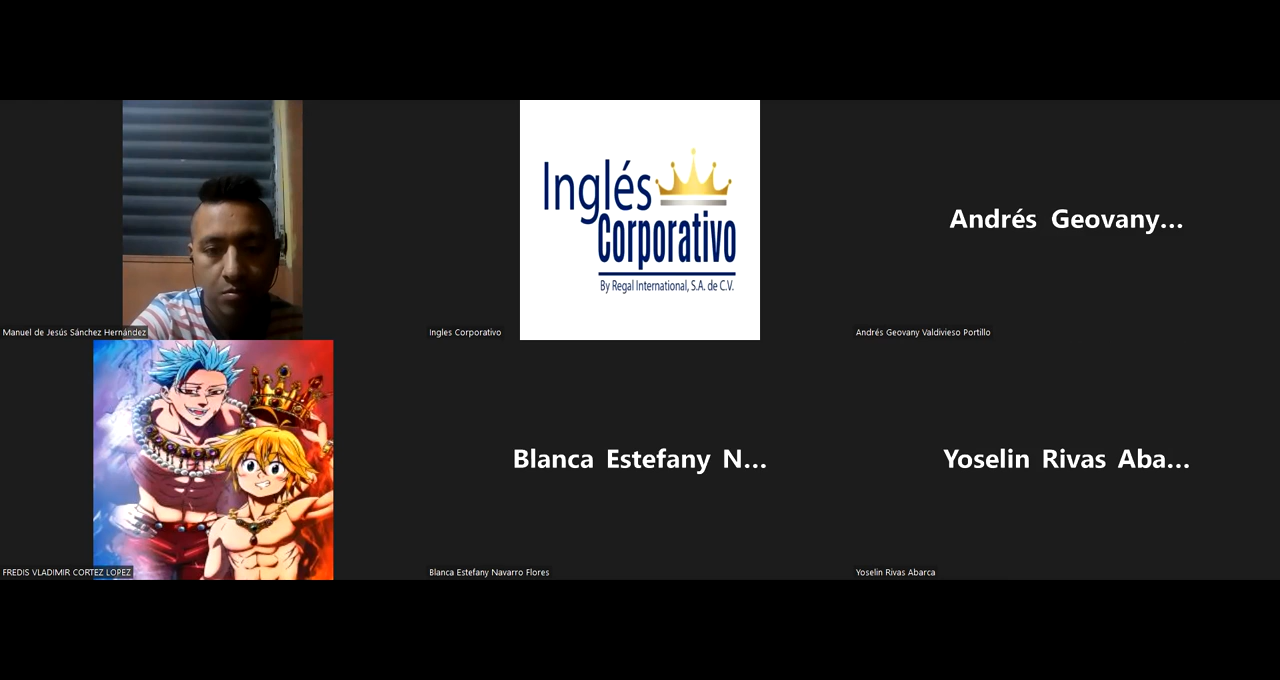 Inglés
Corporativo
By Regal International, S.A. de C.V.
Andrés Geovany...
Manuel de Jesús Sánchez Hernández
Ingles Corporativo
Andrés Geovany Valdivieso Portillo
Blanca Estefany N...
Yoselin Rivas Aba...
FREDIS VLADIMIR CORTEZ LOPEZ
Blanca Estefany Navarro Flores
Yoselin Rivas Abarca